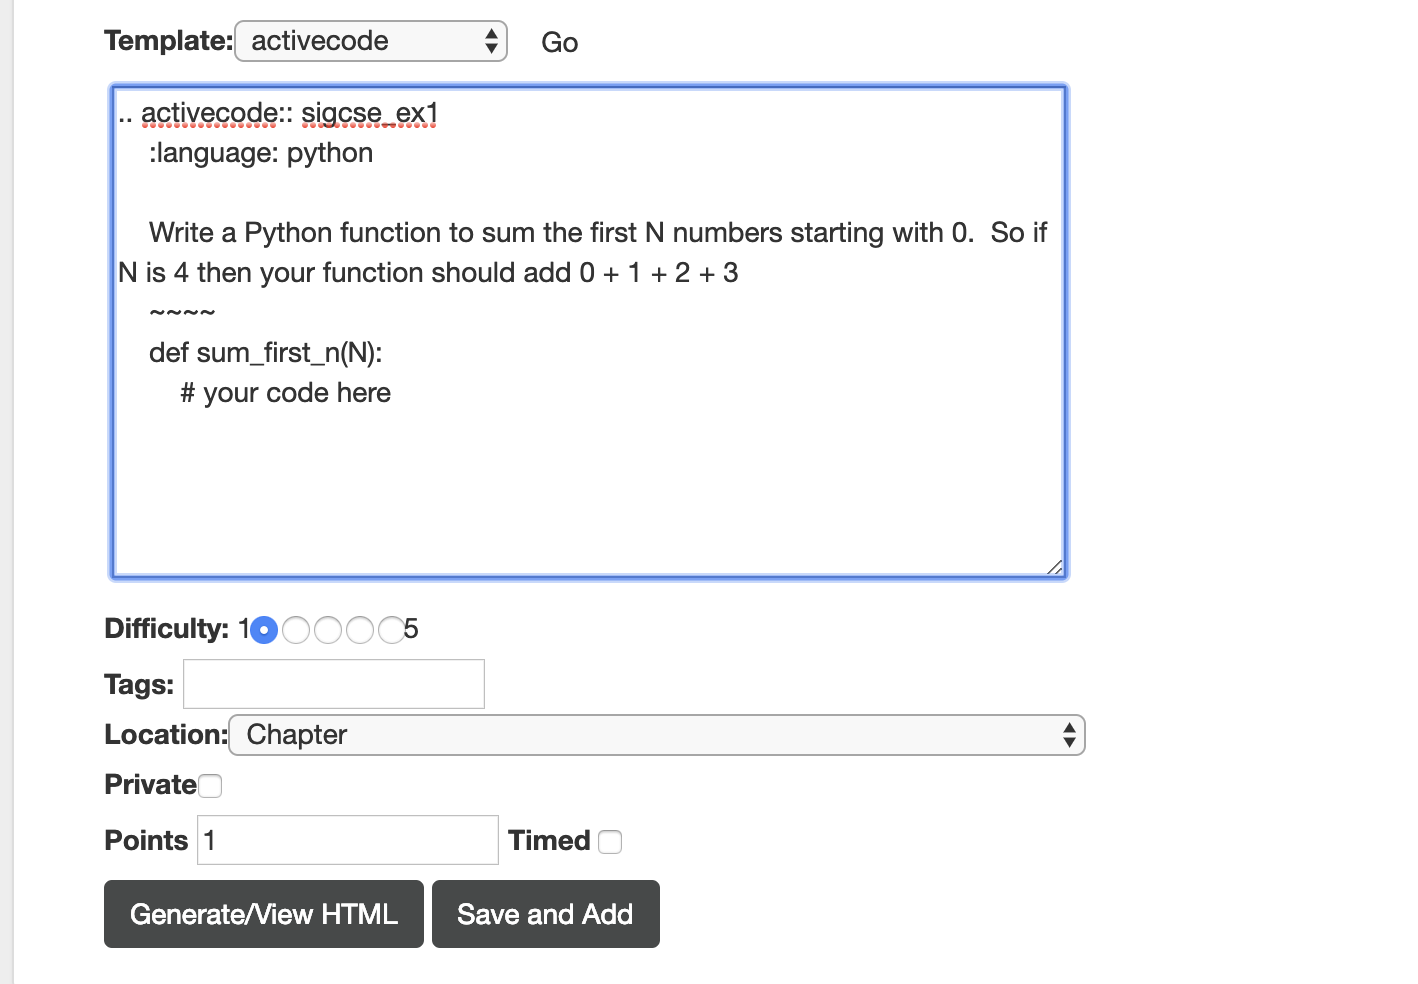 Template: activecode Go
.. activecode:: sigcse_ex1
:language: python
Write a Python function to sum the first N numbers starting with 0.  So if
N is 4 then your function should add 0 + 1 + 2 + 3
~~~~
def sum_first_n(N):
# your code here
Difficulty: 1 5
Tags:
Location: Chapter
Private
Points 1 Timed
Generate/View HTML Save and Add